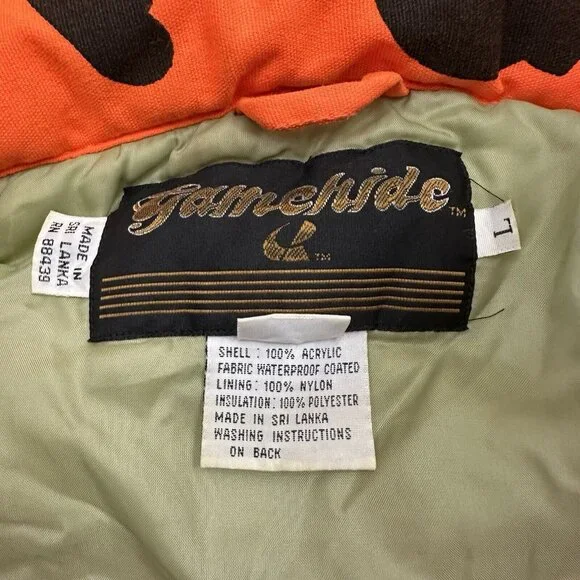 gamehide
TM
TM
MADE IN
SRI LANKA
RN 88439
L
SHELL : 100% ACRYLIC
FABRIC WATERPROOF COATED
LINING : 100% NYLON
INSULATION : 100% POLYESTER
MADE IN SRI LANKA
WASHING INSTRUCTIONS
ON BACK